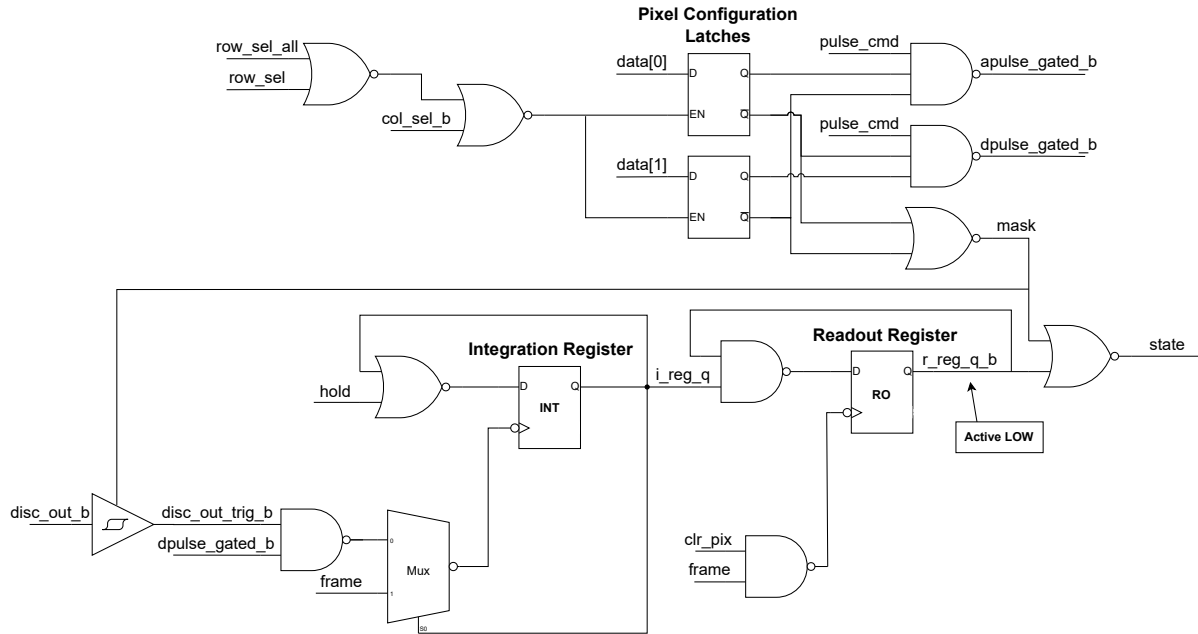 Pixel Configuration
Latches
row_sel_all
row_sel
col_sel_b
data[0]
D
Q
EN
Q̅
pulse_cmd
apulse_gated_b
pulse_cmd
dpulse_gated_b
data[1]
D
Q
EN
Q̅
mask
Integration Register
Readout Register
hold
D
Q
INT
i_reg_q
D
Q
RO
r_reg_q_b
state
Active LOW
disc_out_b
disc_out_trig_b
dpulse_gated_b
0
Mux
frame
1
S0
clr_pix
frame